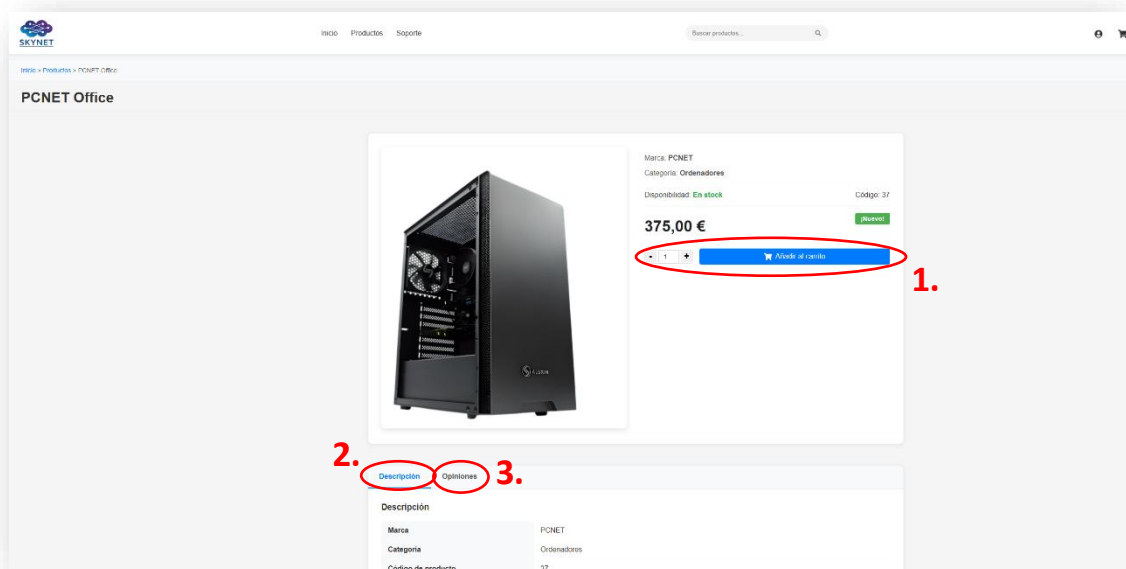 SKYNET
Inicio Productos Soporte
Buscar productos...
Inicio > Productos > PCNET Office
PCNET Office
Marca: PCNET
Categoría: Ordenadores
Disponibilidad: En stock Código: 37
375,00 €
¡Nuevo!
- 1 + Añadir al carrito
1.
2.
Descripción Opiniones
3.
Descripción
Marca PCNET
Categoría Ordenadores
Código de producto 37